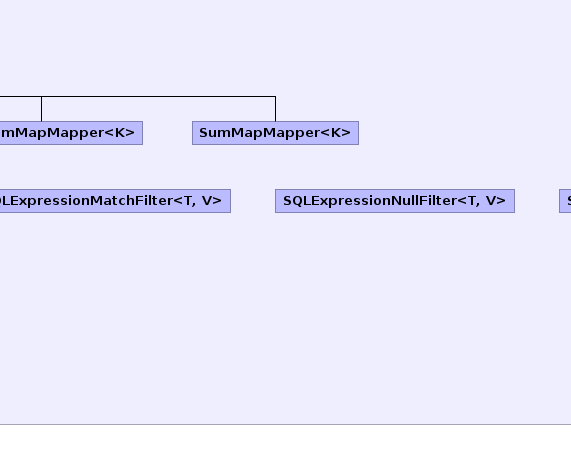 mMapMapper<K>
SumMapMapper<K>
LExpressionMatchFilter<T, V>
SQLExpressionNullFilter<T, V>